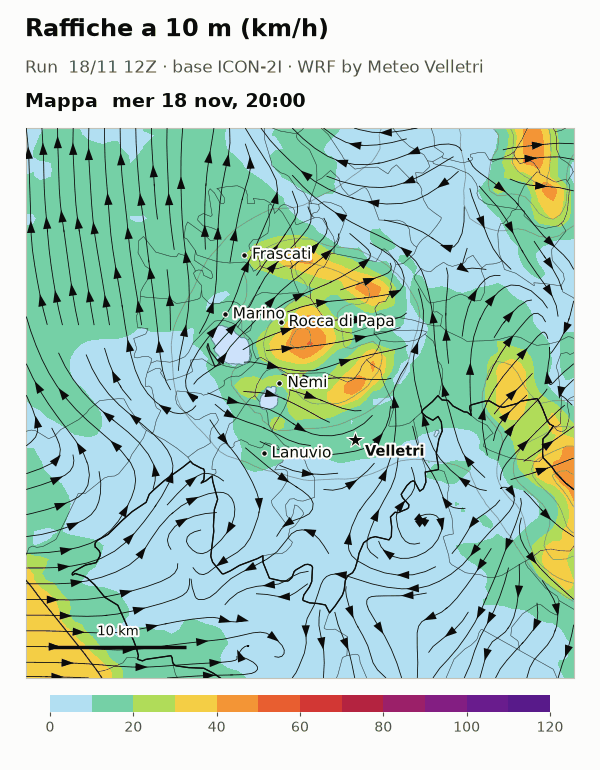 Raffiche a 10 m (km/h)
Run  18/11 12Z · base ICON-2I · WRF by Meteo Velletri
Mappa  mer 18 nov, 20:00
Frascati
Marino
Rocca di Papa
Nemi
Velletri
Lanuvio
10 km
0 20 40 60 80 100 120